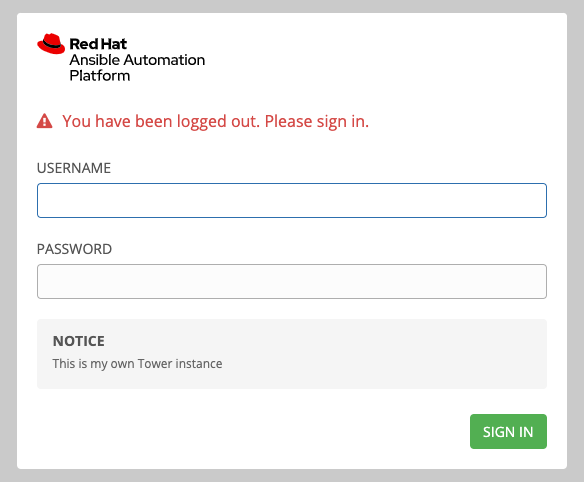 Red Hat
Ansible Automation
Platform
You have been logged out. Please sign in.
USERNAME
PASSWORD
NOTICE
This is my own Tower instance
SIGN IN